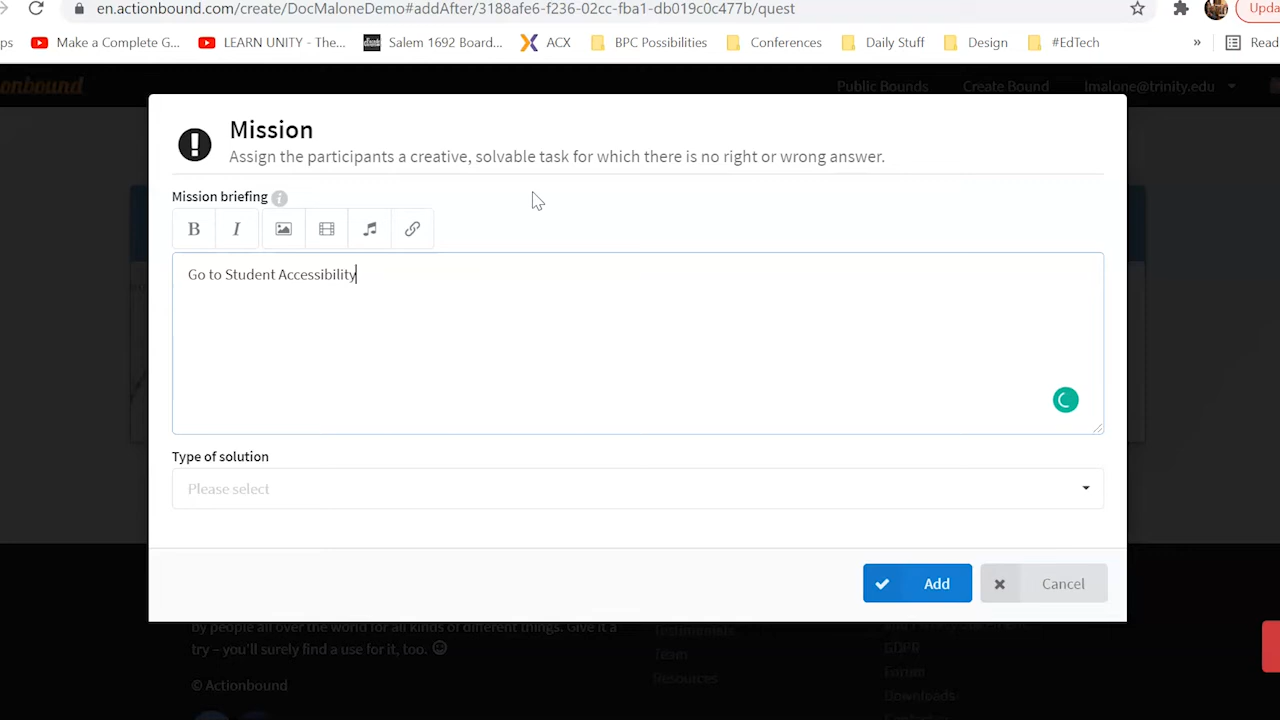 en.actionbound.com/create/DocMaloneDemo#addAfter/3188afe6-f236-02cc-fba1-db019c0c477b/quest
Upda
ps
Make a Complete G...
LEARN UNITY - The...
Salem 1692 Board...
ACX
BPC Possibilities
Conferences
Daily Stuff
Design
#EdTech
»
Read
onbound
Public Bounds
Create Bound
lmalone@trinity.edu
Mission
Assign the participants a creative, solvable task for which there is no right or wrong answer.
Mission briefing
B
I
Go to Student Accessibility
Type of solution
Please select
Add
Cancel
by people all over the world for all kinds of different things. Give it a
try – you'll surely find a use for it, too.
© Actionbound
Testimonials
Team
Resources
GDPR
Forum
Downloads